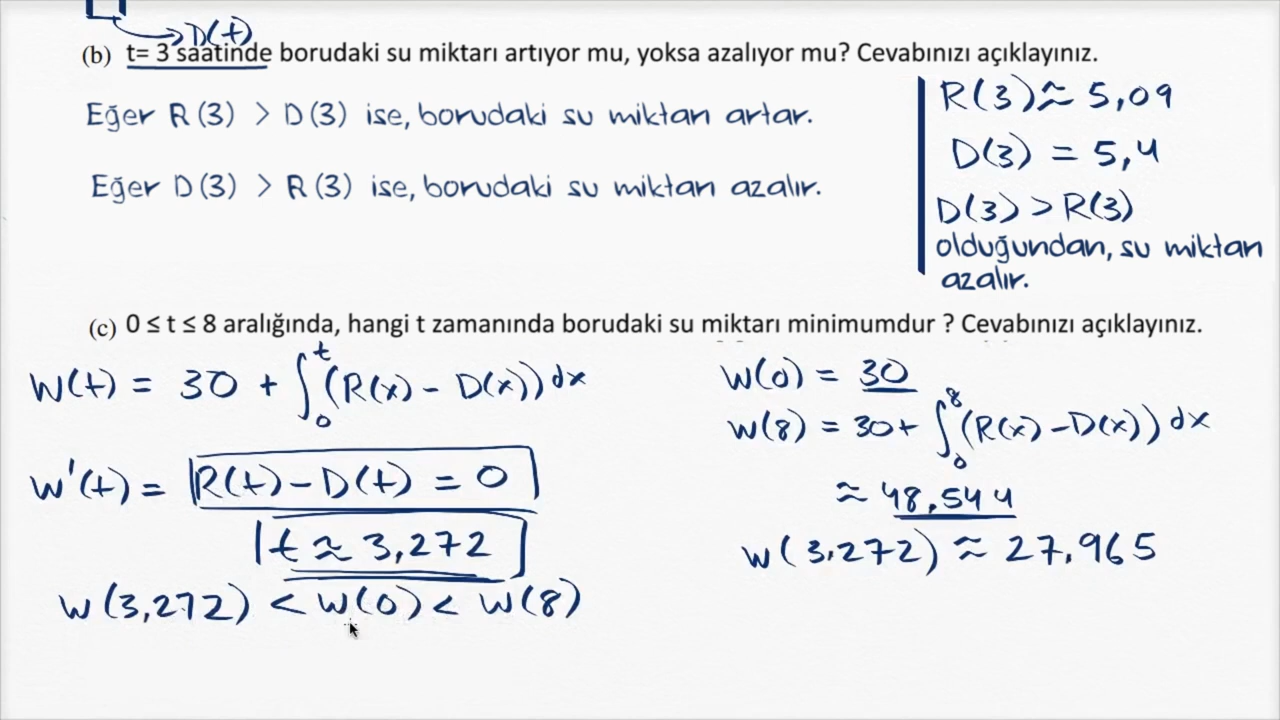 D(t)
(b) t= 3 saatinde borudaki su miktarı artıyor mu, yoksa azalıyor mu? Cevabınızı açıklayınız.
Eğer R(3) > D(3) ise, borudaki su miktarı artar.
Eğer D(3) > R(3) ise, borudaki su miktarı azalır.
R(3) ≈ 5,09
D(3) = 5,4
D(3) > R(3)
olduğundan, su miktarı
azalır.
(c) 0 ≤ t ≤ 8 aralığında, hangi t zamanında borudaki su miktarı minimumdur ? Cevabınızı açıklayınız.
W(t) = 30 + ∫₀ᵗ (R(x) - D(x)) dx
W'(t) = R(t) - D(t) = 0
t ≈ 3,272
W(3,272) < W(0) < W(8)
W(0) = 30
W(8) = 30 + ∫₀⁸ (R(x) - D(x)) dx
≈ 48,544
W(3,272) ≈ 27,965